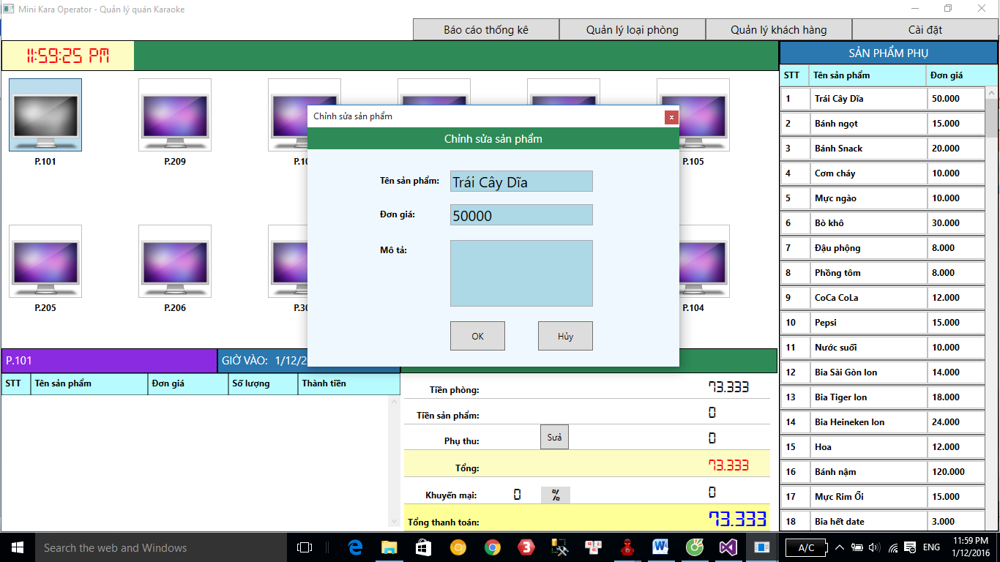 Mini Kara Operator - Quản lý quán Karaoke
Báo cáo thống kê Quản lý loại phòng Quản lý khách hàng Cài đặt
11:59:25 PM
P.101 P.209 P.10 P.105
P.205 P.206 P.30 P.104
Chỉnh sửa sản phẩm x
Chỉnh sửa sản phẩm
Tên sản phẩm: Trái Cây Dĩa
Đơn giá: 50000
Mô tả:
OK Hủy
P.101 GIỜ VÀO: 1/12/2
STT Tên sản phẩm Đơn giá Số lượng Thành tiền
Tiền phòng: 73.333
Tiền sản phẩm: 0
Phụ thu: Sửa 0
Tổng: 73.333
Khuyến mại: 0 % 0
Tổng thanh toán: 73.333
SẢN PHẨM PHỤ
STT Tên sản phẩm Đơn giá
1 Trái Cây Dĩa 50.000
2 Bánh ngọt 15.000
3 Bánh Snack 20.000
4 Cơm cháy 10.000
5 Mực ngào 10.000
6 Bò khô 30.000
7 Đậu phộng 8.000
8 Phồng tôm 8.000
9 CoCa CoLa 12.000
10 Pepsi 15.000
11 Nước suối 10.000
12 Bia Sài Gòn lon 14.000
13 Bia Tiger lon 18.000
14 Bia Heineken lon 24.000
15 Hoa 12.000
16 Bánh nậm 120.000
17 Mực Rim Ổi 15.000
18 Bia hết date 3.000
Search the web and Windows
A/C
ENG
11:59 PM
1/12/2016